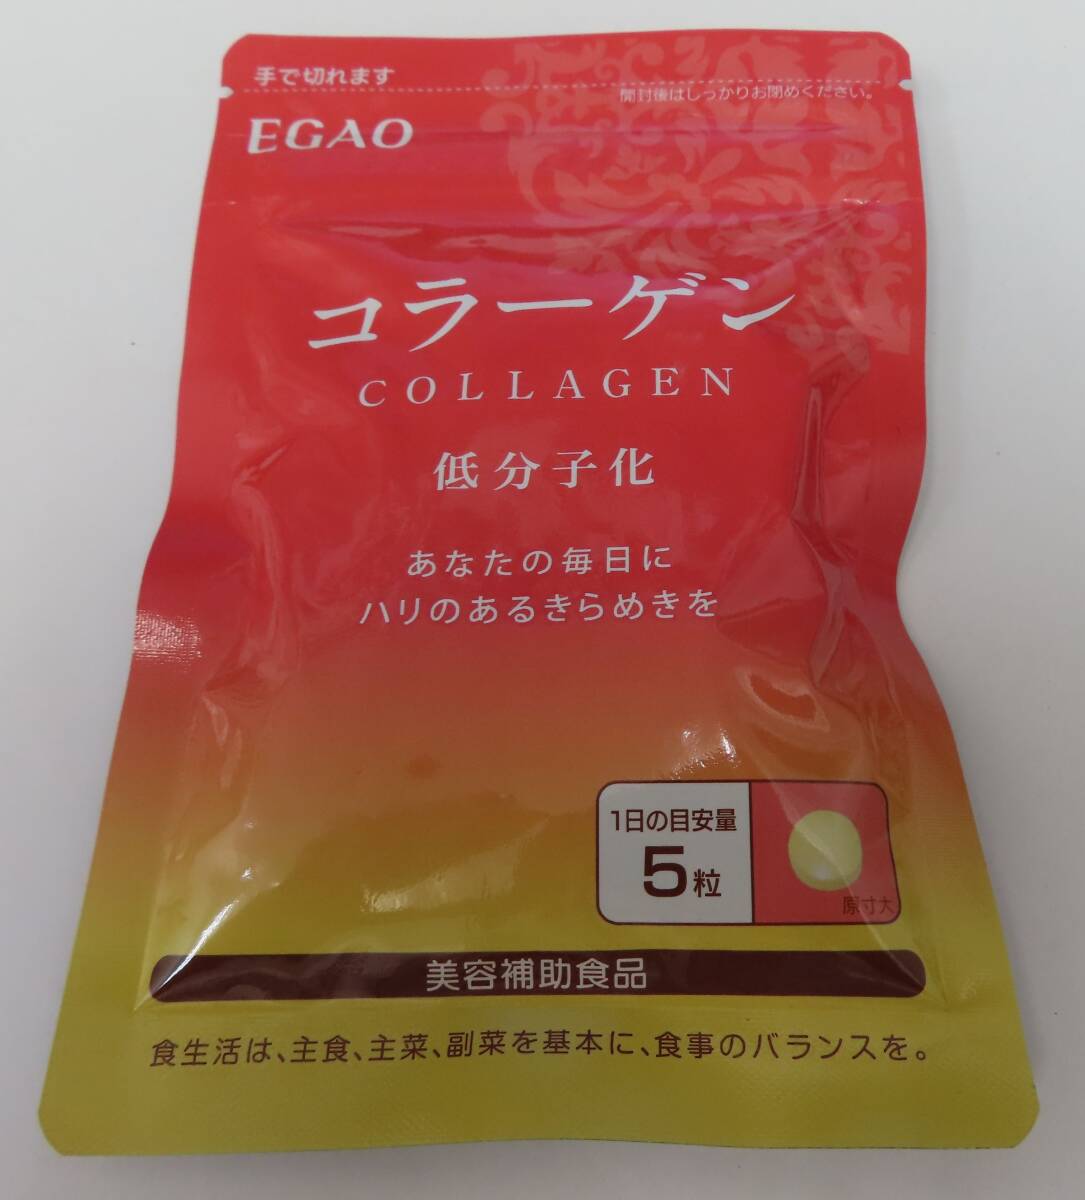 手で切れます
開封後はしっかりお閉めください。
EGAO
コラーゲン
COLLAGEN
低分子化
あなたの毎日に
ハリのあるきらめきを
1日の目安量
5粒
原寸大
美容補助食品
食生活は、主食、主菜、副菜を基本に、食事のバランスを。